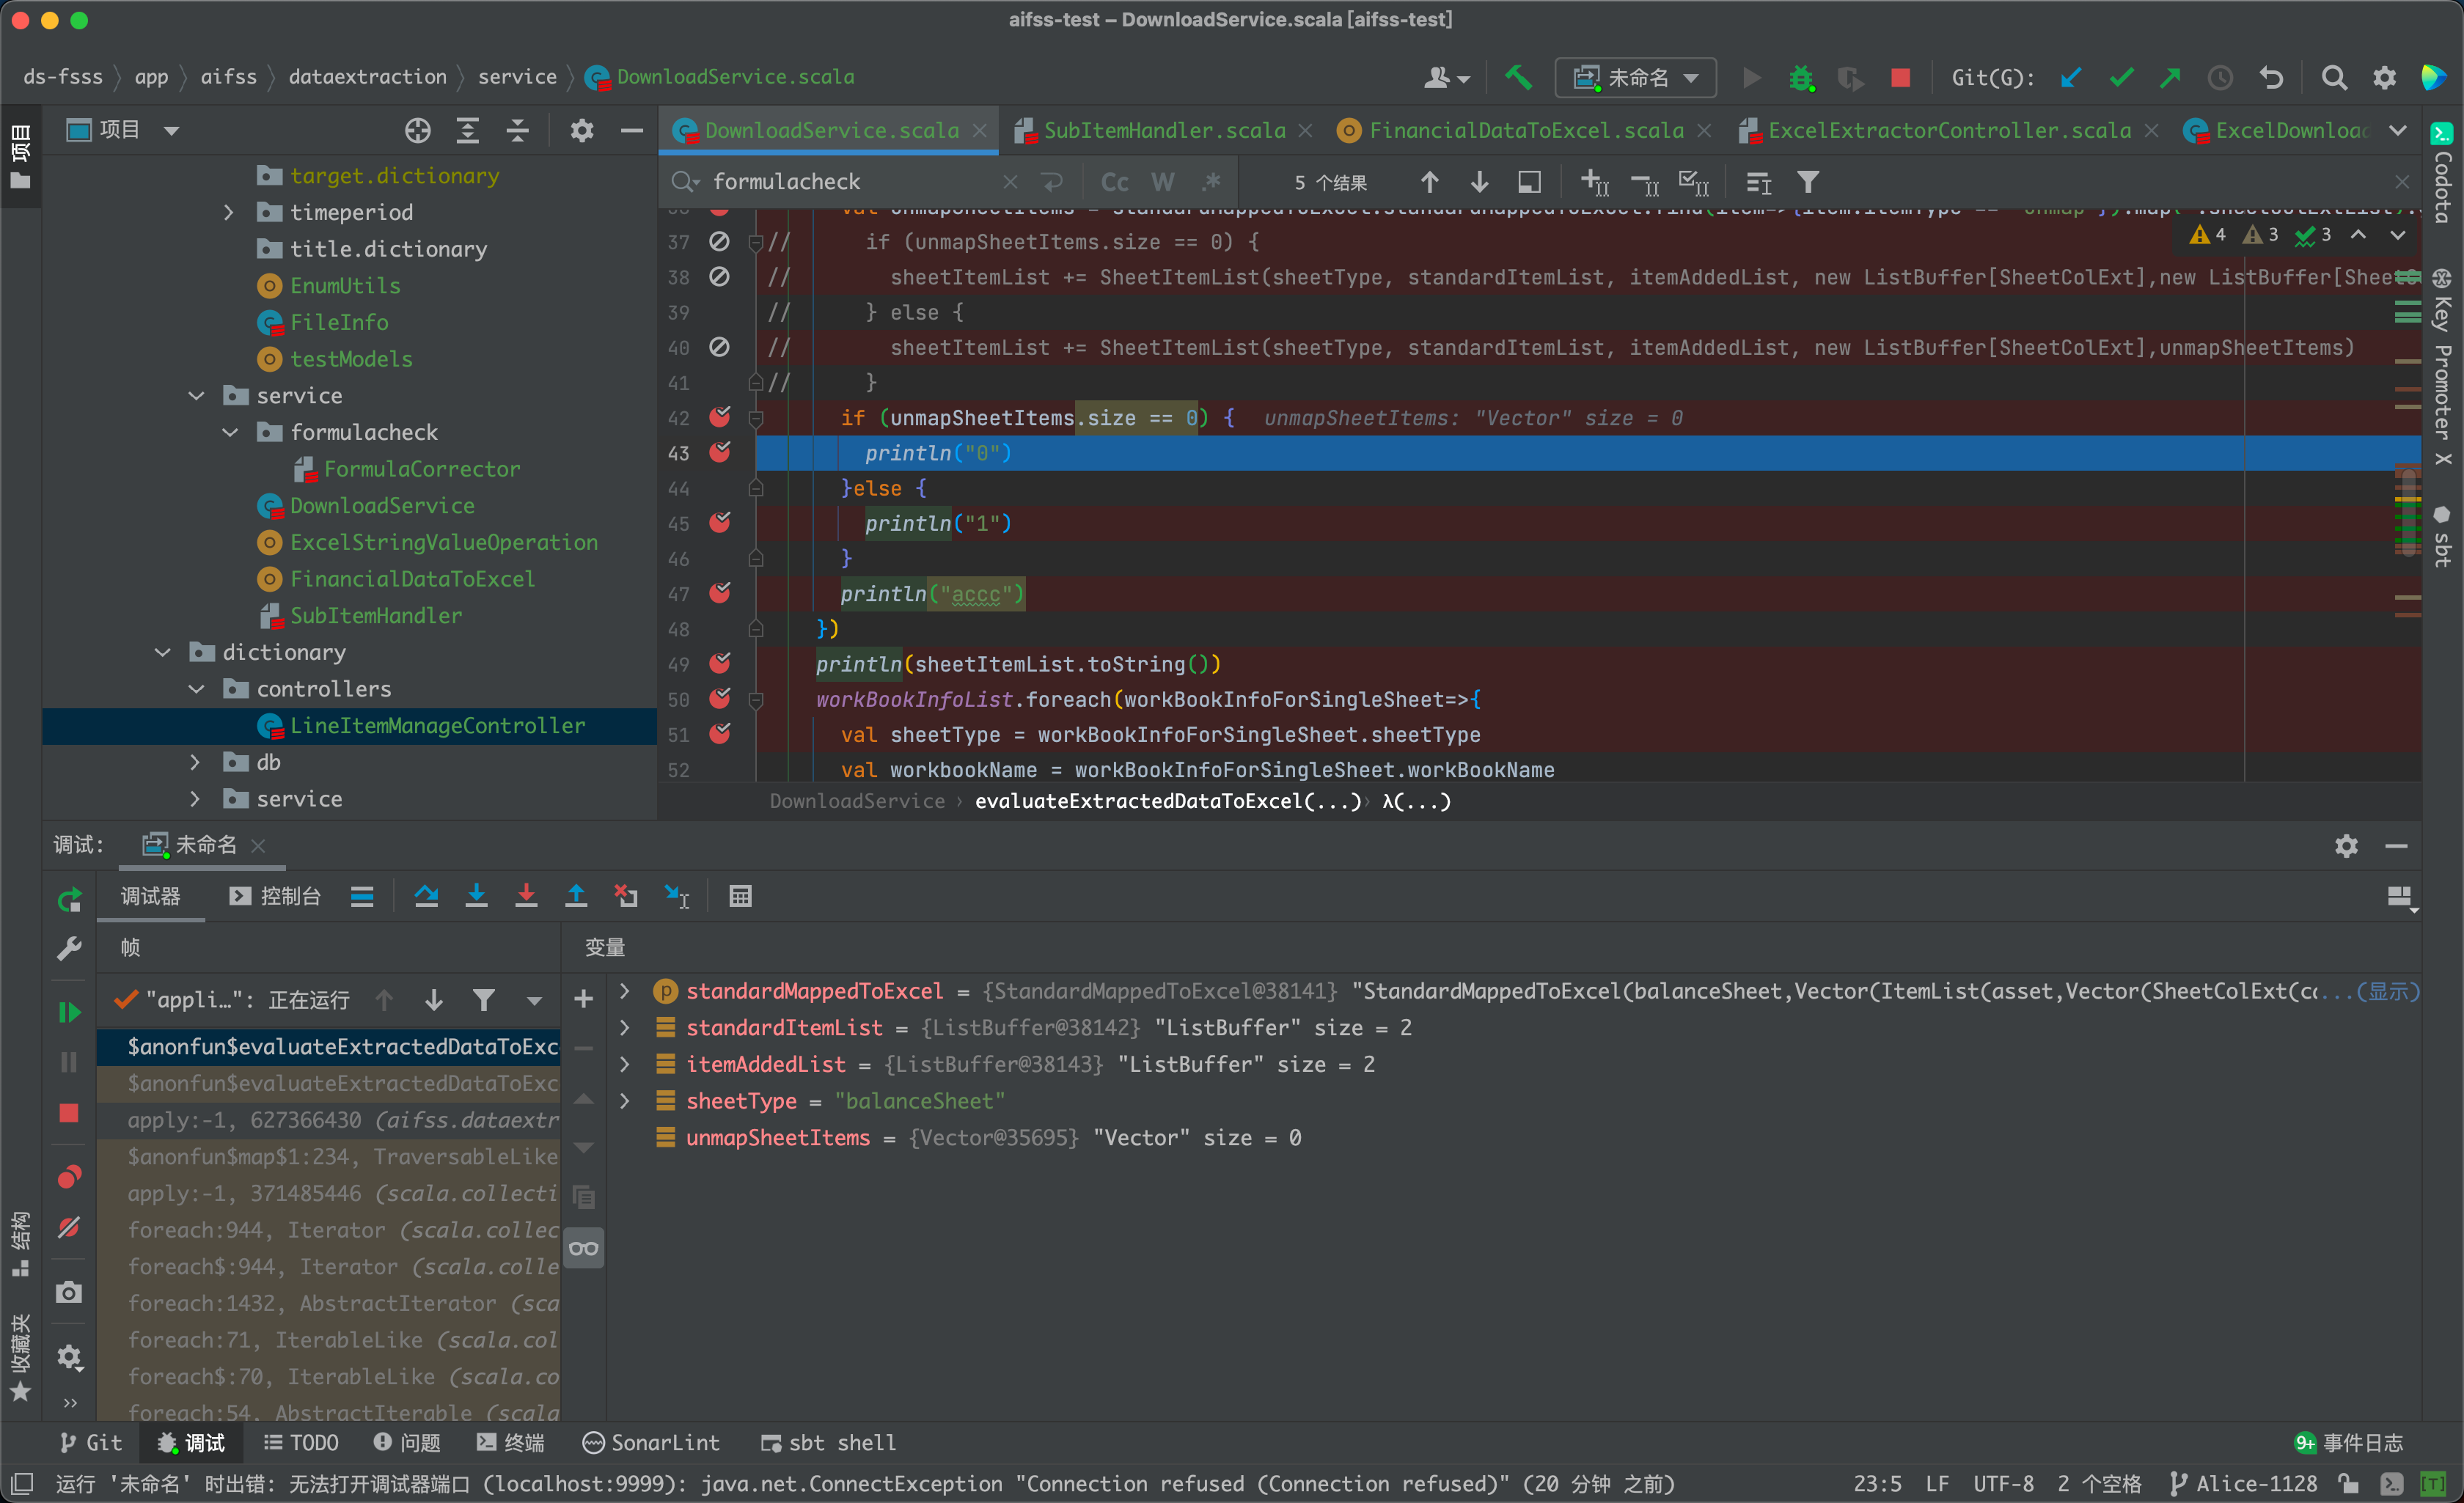 aifss-test – DownloadService.scala [aifss-test]
ds-fsss 〉 app 〉 aifss 〉 dataextraction 〉 service 〉 DownloadService.scala
未命名
Git(G):
项目
项目
DownloadService.scala
SubItemHandler.scala
FinancialDataToExcel.scala
ExcelExtractorController.scala
ExcelDownload
formulacheck
Cc W .*
5 个结果
target.dictionary
timeperiod
title.dictionary
EnumUtils
FileInfo
testModels
service
formulacheck
FormulaCorrector
DownloadService
ExcelStringValueOperation
FinancialDataToExcel
SubItemHandler
dictionary
controllers
LineItemManageController
db
service
4 3 3
37 // if (unmapSheetItems.size == 0) {
38 // sheetItemList += SheetItemList(sheetType, standardItemList, itemAddedList, new ListBuffer[SheetColExt],new ListBuffer[Sheet
39 // } else {
40 // sheetItemList += SheetItemList(sheetType, standardItemList, itemAddedList, new ListBuffer[SheetColExt],unmapSheetItems)
41 // }
42 if (unmapSheetItems.size == 0) { unmapSheetItems: "Vector" size = 0
43 println("0")
44 }else {
45 println("1")
46 }
47 println("accc")
48 })
49 println(sheetItemList.toString())
50 workBookInfoList.foreach(workBookInfoForSingleSheet=>{
51 val sheetType = workBookInfoForSingleSheet.sheetType
52 val workbookName = workBookInfoForSingleSheet.workBookName
DownloadService › evaluateExtractedDataToExcel(...) › λ(...)
Codota
Key Promoter X
sbt
调试: 未命名
调试器 控制台
帧
变量
"appli…": 正在运行
$anonfun$evaluateExtractedDataToExc
$anonfun$evaluateExtractedDataToExc
apply:-1, 627366430 (aifss.dataextr
$anonfun$map$1:234, TraversableLike
apply:-1, 371485446 (scala.collecti
foreach:944, Iterator (scala.collec
foreach$:944, Iterator (scala.colle
foreach:1432, AbstractIterator (sca
foreach:71, IterableLike (scala.col
foreach$:70, IterableLike (scala.co
foreach:54, AbstractIterable (scala
standardMappedToExcel = {StandardMappedToExcel@38141} "StandardMappedToExcel(balanceSheet,Vector(ItemList(asset,Vector(SheetColExt(cc...(显示)
standardItemList = {ListBuffer@38142} "ListBuffer" size = 2
itemAddedList = {ListBuffer@38143} "ListBuffer" size = 2
sheetType = "balanceSheet"
unmapSheetItems = {Vector@35695} "Vector" size = 0
结构
收藏夹
Git 调试 TODO 问题 终端 SonarLint sbt shell
9+ 事件日志
运行 '未命名' 时出错: 无法打开调试器端口 (localhost:9999): java.net.ConnectException "Connection refused (Connection refused)" (20 分钟 之前)
23:5 LF UTF-8 2 个空格 Alice-1128 [T]